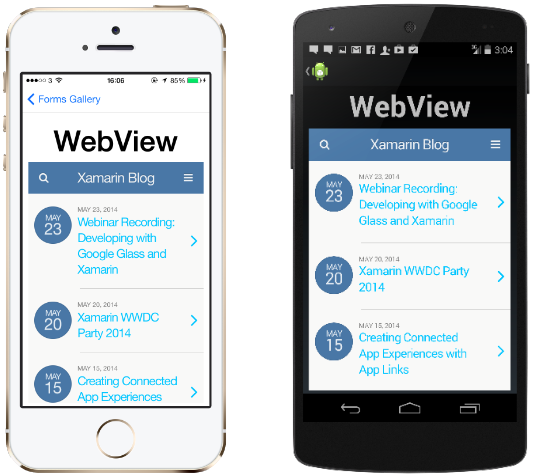 3 16:06 85%
Forms Gallery
WebView
Xamarin Blog
MAY
23
MAY 23, 2014
Webinar Recording:
Developing with
Google Glass and
Xamarin
MAY
20
MAY 20, 2014
Xamarin WWDC
Party 2014
MAY
15
MAY 15, 2014
Creating Connected
App Experiences
3:04
WebView
Xamarin Blog
MAY
23
MAY 23, 2014
Webinar Recording:
Developing with Google
Glass and Xamarin
MAY
20
MAY 20, 2014
Xamarin WWDC Party
2014
MAY
15
MAY 15, 2014
Creating Connected
App Experiences with
App Links